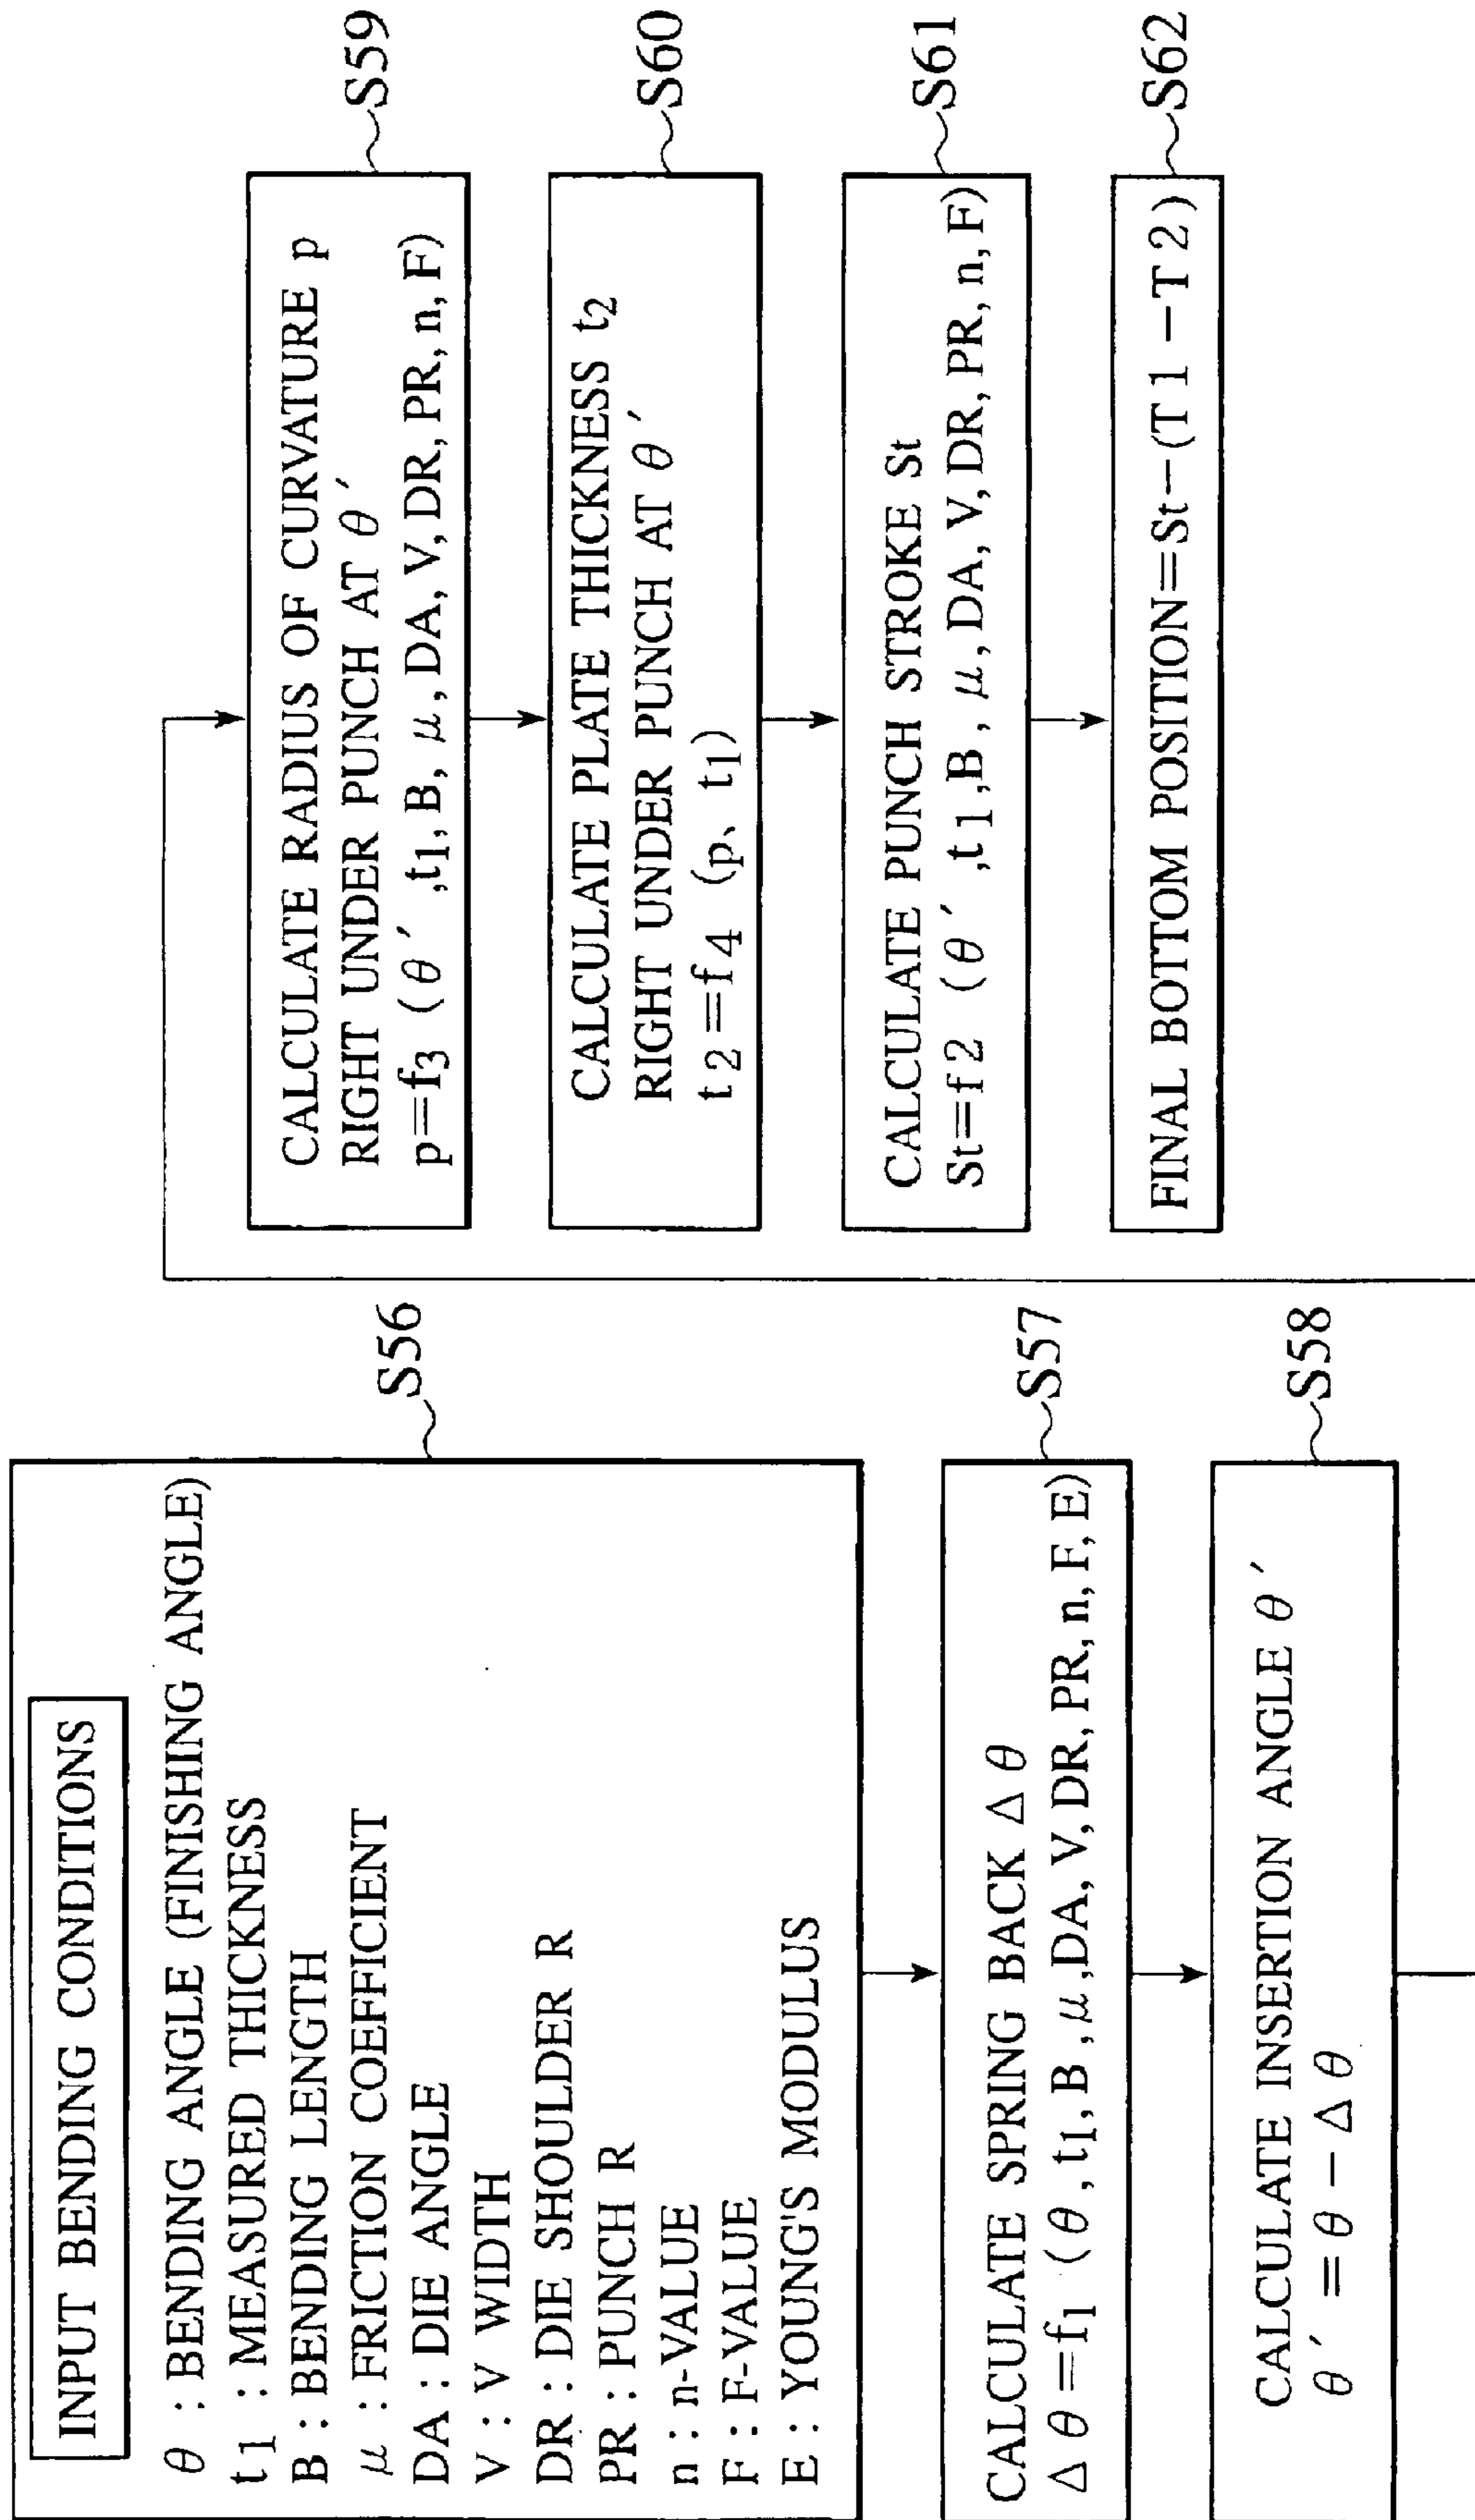 INPUT BENDING CONDITIONS
θ : BENDING ANGLE (FINISHING ANGLE)
t1 : MEASURED THICKNESS
B : BENDING LENGTH
μ : FRICTION COEFFICIENT
DA : DIE ANGLE
V : V WIDTH
DR : DIE SHOULDER R
PR : PUNCH R
n : n-VALUE
F : F-VALUE
E : YOUNG'S MODULUS
S56
CALCULATE SPRING BACK Δθ
Δθ=f1 (θ, t1, B, μ, DA, V, DR, PR, n, F, E)
S57
CALCULATE INSERTION ANGLE θ′
θ′=θ−Δθ
S58
CALCULATE RADIUS OF CURVATURE p
RIGHT UNDER PUNCH AT θ′
p=f3 (θ′, t1, B, μ, DA, V, DR, PR, n, F)
S59
CALCULATE PLATE THICKNESS t2
RIGHT UNDER PUNCH AT θ′
t2=f4 (p、t1)
S60
CALCULATE PUNCH STROKE St
St=f2 (θ′, t1, B, μ, DA, V, DR, PR, n, F)
S61
FINAL BOTTOM POSITION=St−(T1−T2)
S62